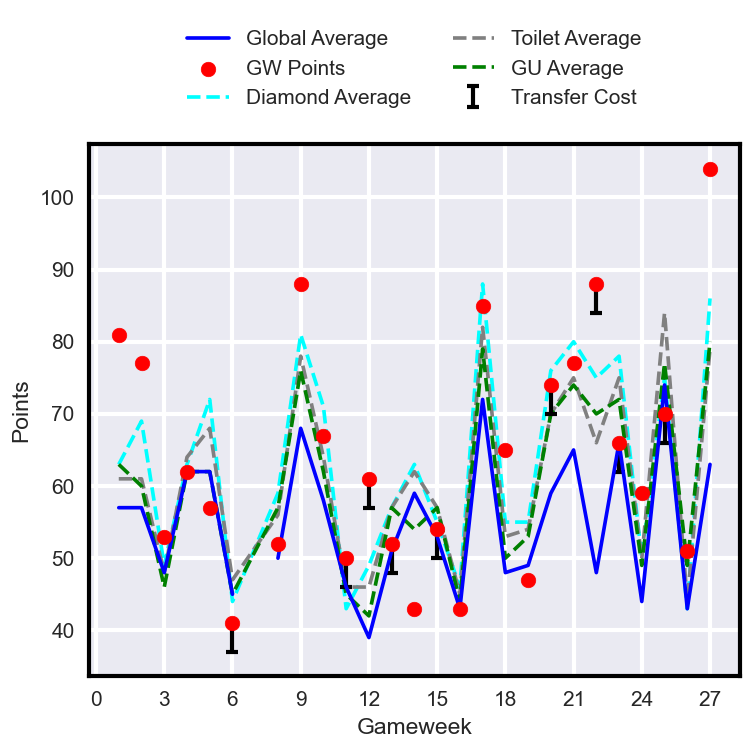 Global Average
GW Points
Diamond Average
Toilet Average
GU Average
Transfer Cost
Points
100
90
80
70
60
50
40
0 3 6 9 12 15 18 21 24 27
Gameweek